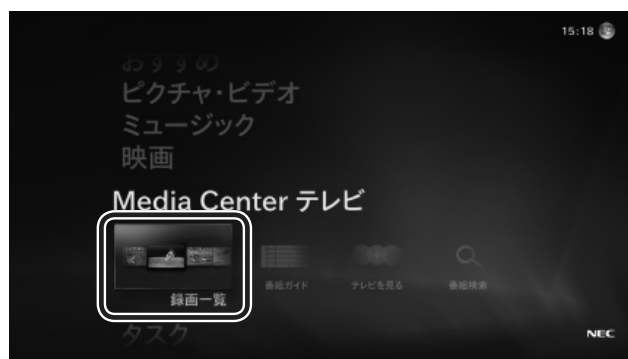 15:18
おすすめ
ピクチャ・ビデオ
ミュージック
映画
Media Center テレビ
録画一覧
番組ガイド
テレビを見る
番組検索
タスク
NEC